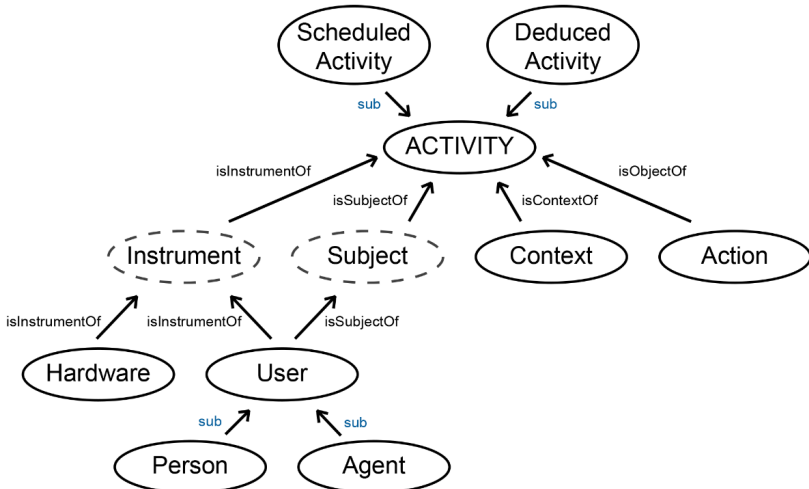 Scheduled
Activity
Deduced
Activity
sub
sub
ACTIVITY
isInstrumentOf
isObjectOf
isSubjectOf
isContextOf
Instrument
Subject
Context
Action
isInstrumentOf
isInstrumentOf
isSubjectOf
Hardware
User
sub
sub
Person
Agent